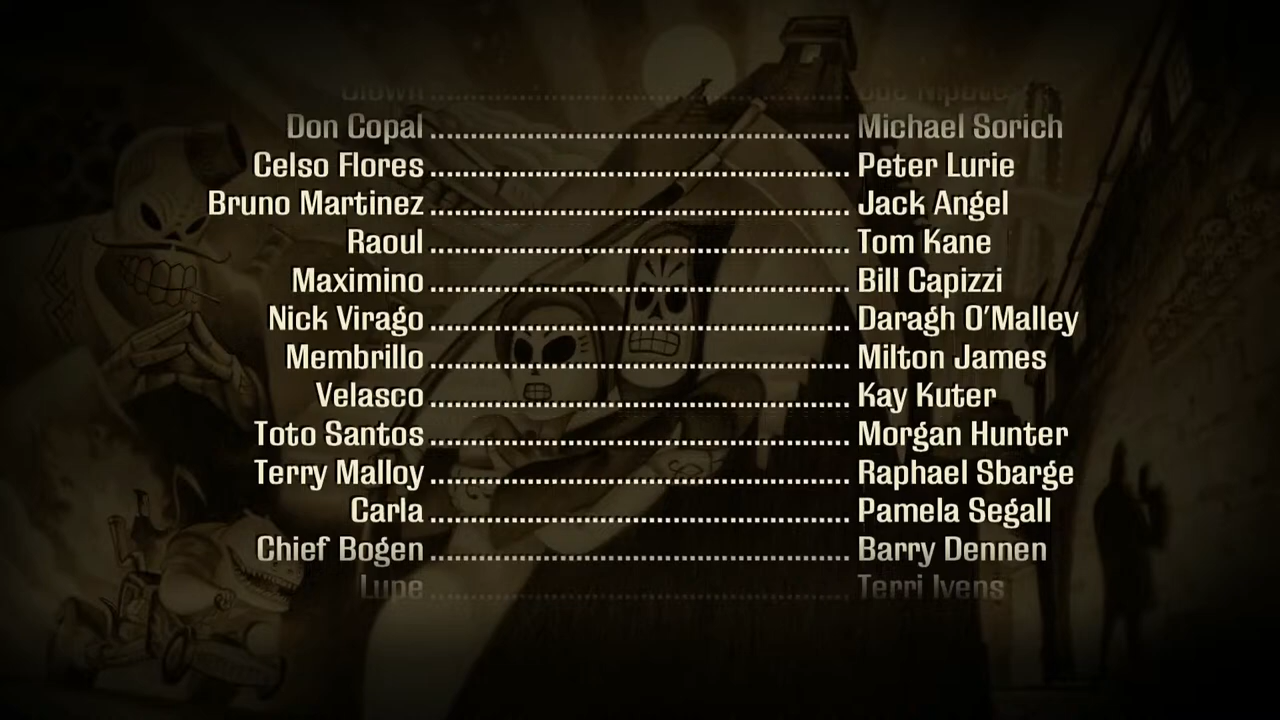 Clown
Don Copal Michael Sorich
Celso Flores Peter Lurie
Bruno Martinez Jack Angel
Raoul Tom Kane
Maximino Bill Capizzi
Nick Virago Daragh O'Malley
Membrillo Milton James
Velasco Kay Kuter
Toto Santos Morgan Hunter
Terry Malloy Raphael Sbarge
Carla Pamela Segall
Chief Bogen Barry Dennen
Lupe Terri Ivens